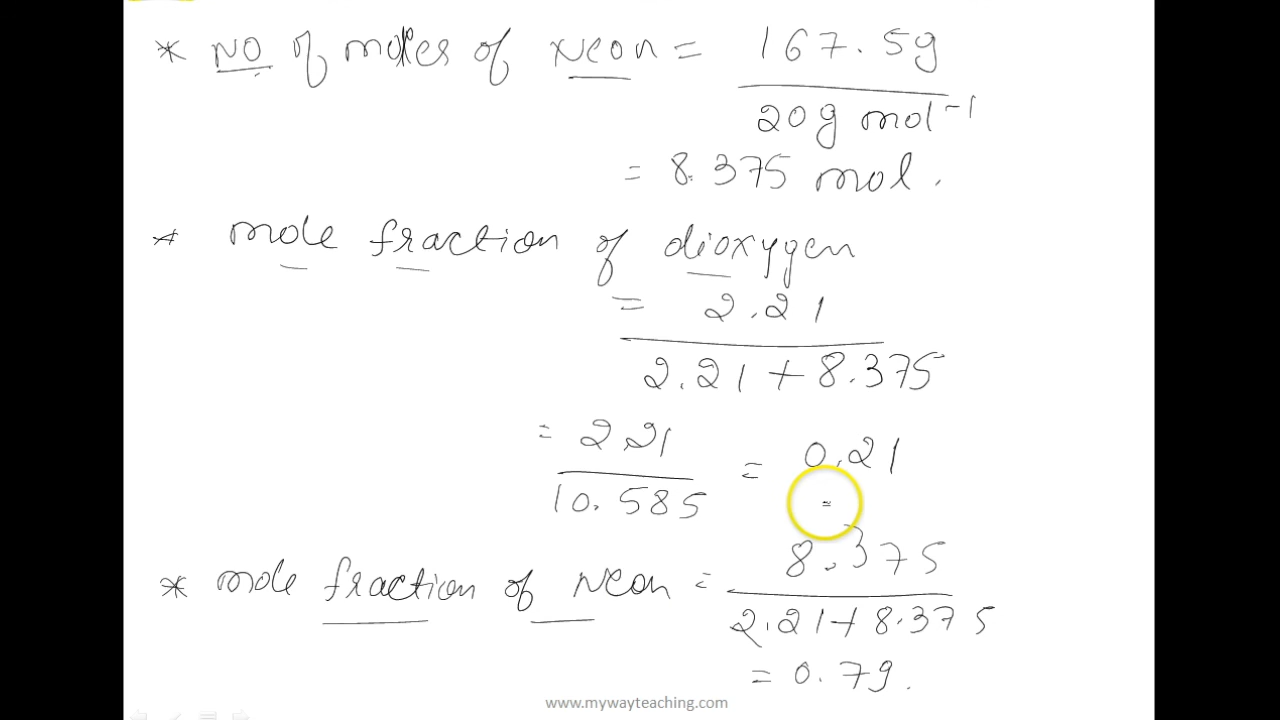 * No of moles of Neon = 167.5g
20g mol-1
= 8.375 mol.
* mole fraction of dioxygen
= 2.21
2.21 + 8.375
= 2.21 = 0.21
10.585
=
* mole fraction of Neon = 8.375
2.21 + 8.375
= 0.79.
www.mywayteaching.com